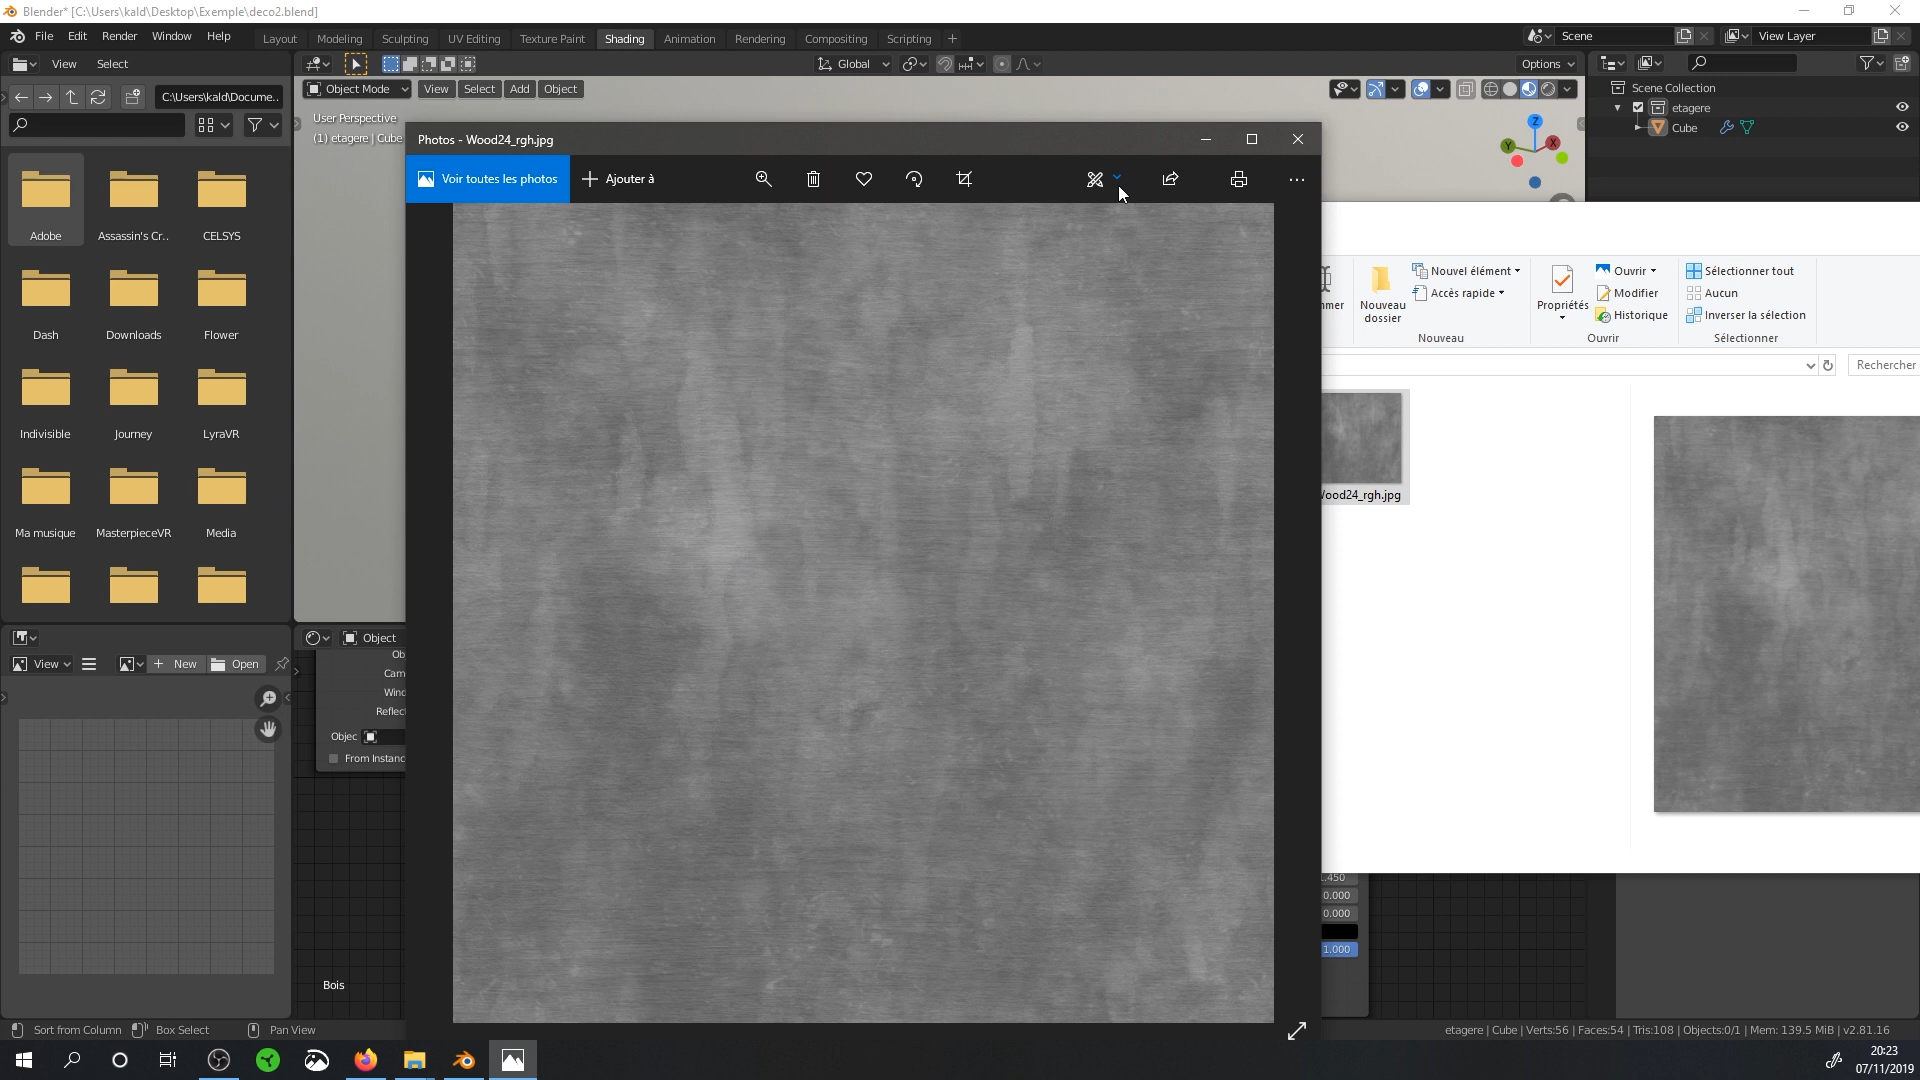 Blender* [C:\Users\kald\Desktop\Exemple\deco2.blend]
File Edit Render Window Help
Layout Modeling Sculpting UV Editing Texture Paint Shading Animation Rendering Compositing Scripting
Scene
View Layer
View Select
Global
Options
C:\Users\kald\Docume..
Object Mode View Select Add Object
Scene Collection
etagere
Cube
User Perspective
(1) etagere | Cube
Z
Y
X
Photos - Wood24_rgh.jpg
Voir toutes les photos
Ajouter à
Adobe
Assassin's Cr..
CELSYS
Dash
Downloads
Flower
Indivisible
Journey
LyraVR
Ma musique
MasterpieceVR
Media
mmer
Nouveau dossier
Nouvel élément
Accès rapide
Nouveau
Propriétés
Ouvrir
Modifier
Historique
Ouvrir
Sélectionner tout
Aucun
Inverser la sélection
Sélectionner
Rechercher
ood24_rgh.jpg
Object
View
New
Open
Ob
Cam
Wind
Reflec
Objec
From Instanc
Bois
.450
0.000
0.000
1.000
Sort from Column
Box Select
Pan View
etagere | Cube | Verts:56 | Faces:54 | Tris:108 | Objects:0/1 | Mem: 139.5 MiB | v2.81.16
20:23
07/11/2019